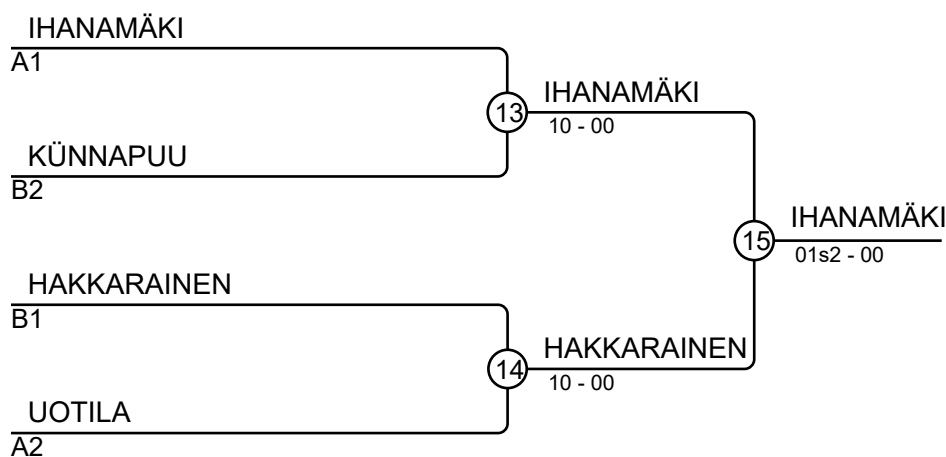 IHANAMÄKI
A1
13
IHANAMÄKI
10 - 00
KÜNNAPUU
B2
15
IHANAMÄKI
01s2 - 00
HAKKARAINEN
B1
14
HAKKARAINEN
10 - 00
UOTILA
A2